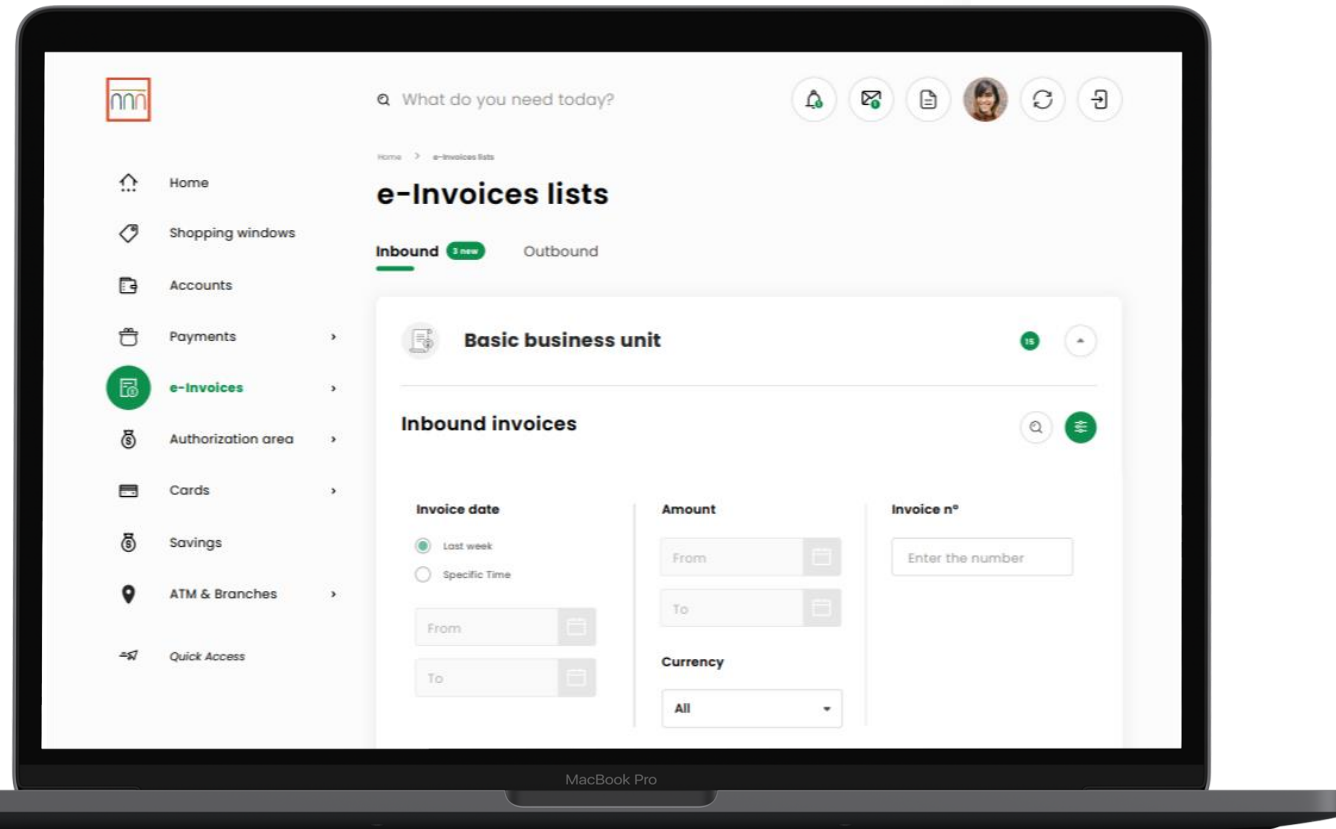 What do you need today?
Home > e-Invoices lists
e-Invoices lists
Inbound 3 new Outbound
Home
Shopping windows
Accounts
Payments
e-Invoices
Authorization area
Cards
Savings
ATM & Branches
Quick Access
Basic business unit 15
Inbound invoices
Invoice date
Last week
Specific Time
From
To
Amount
From
To
Currency
All
Invoice nº
Enter the number
MacBook Pro